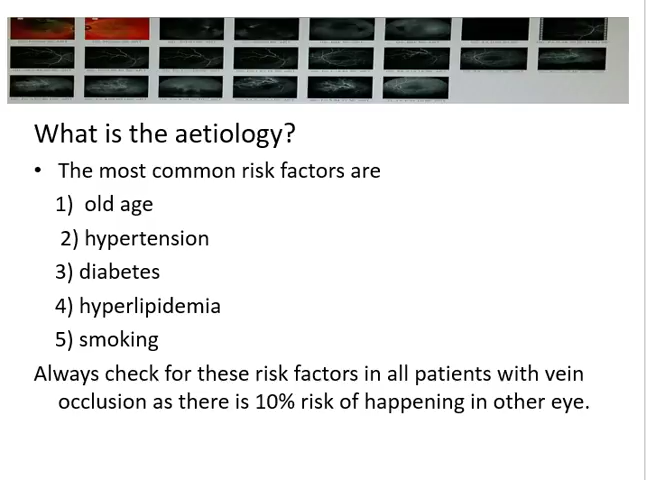 What is the aetiology?
• The most common risk factors are
1) old age
2) hypertension
3) diabetes
4) hyperlipidemia
5) smoking
Always check for these risk factors in all patients with vein
occlusion as there is 10% risk of happening in other eye.